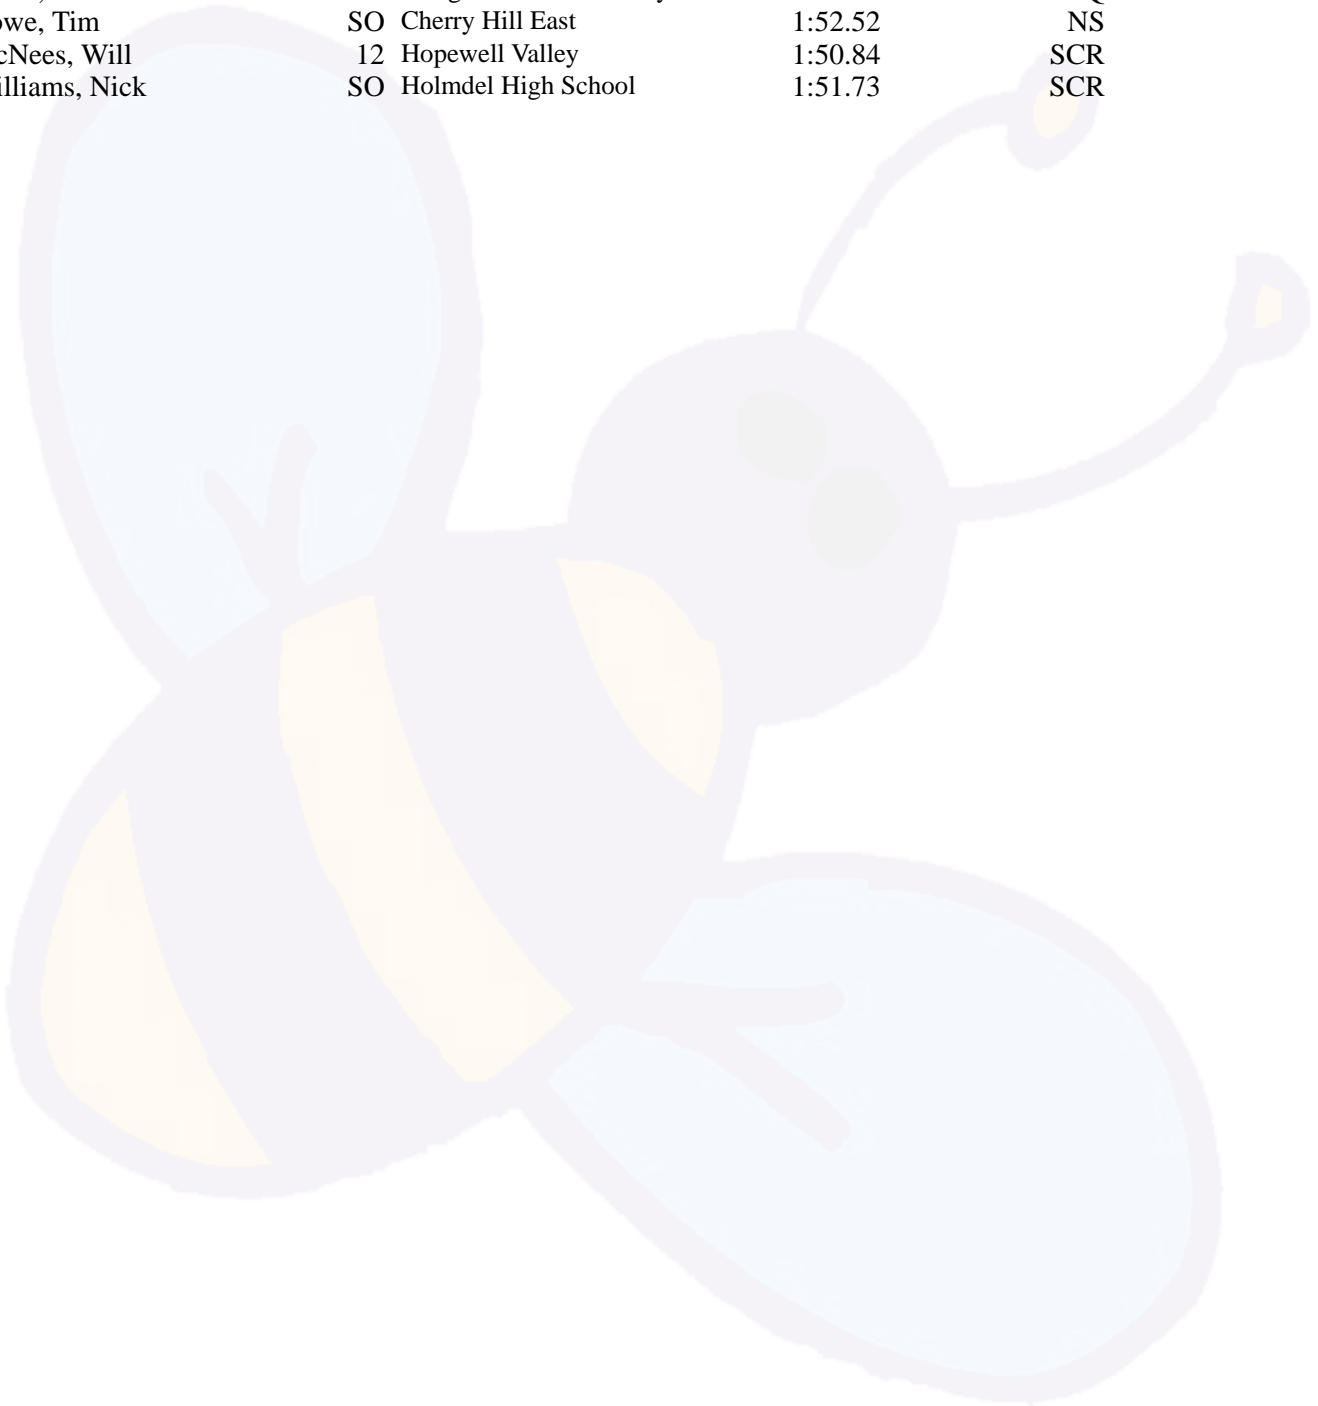 owe, Tim SO Cherry Hill East 1:52.52 NS
cNees, Will 12 Hopewell Valley 1:50.84 SCR
illiams, Nick SO Holmdel High School 1:51.73 SCR